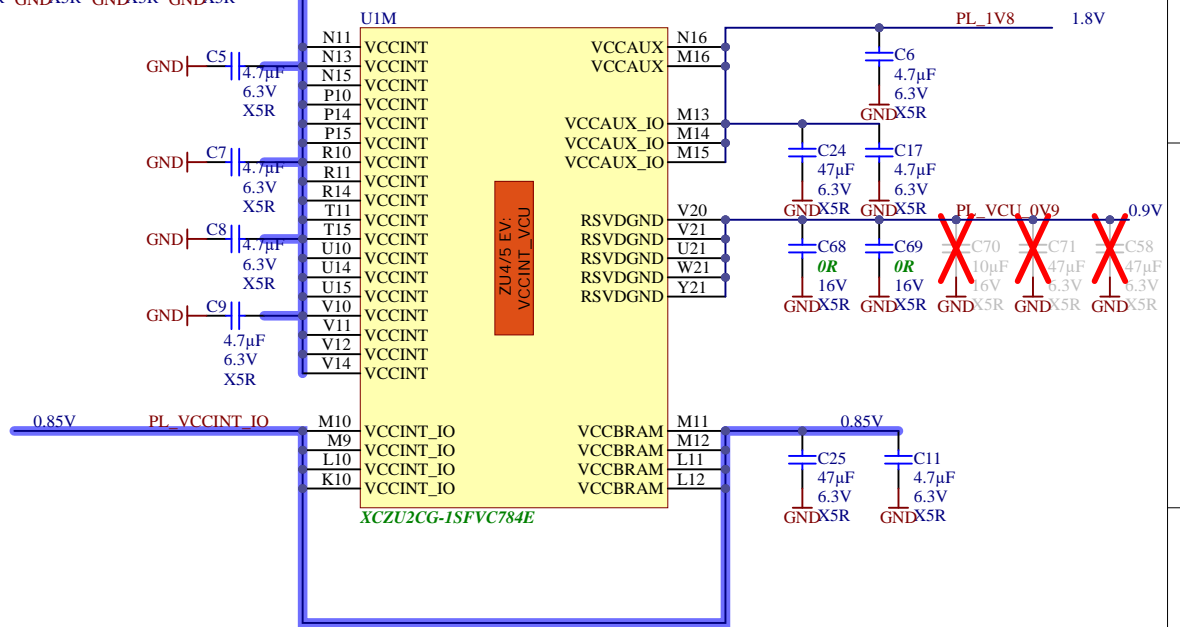 GND X5R GND X5R GND X5R
U1M
N11 VCCINT
N13 VCCINT
N15 VCCINT
P10 VCCINT
P14 VCCINT
P15 VCCINT
R10 VCCINT
R11 VCCINT
R14 VCCINT
T11 VCCINT
T15 VCCINT
U10 VCCINT
U14 VCCINT
U15 VCCINT
V10 VCCINT
V11 VCCINT
V12 VCCINT
V14 VCCINT
GND C5
4.7µF
6.3V
X5R
GND C7
4.7µF
6.3V
X5R
GND C8
4.7µF
6.3V
X5R
GND C9
4.7µF
6.3V
X5R
0.85V PL_VCCINT_IO
M10 VCCINT_IO
M9 VCCINT_IO
L10 VCCINT_IO
K10 VCCINT_IO
ZU4/5 EV:
VCCINT_VCU
VCCAUX N16
VCCAUX M16
VCCAUX_IO M13
VCCAUX_IO M14
VCCAUX_IO M15
RSVDGND V20
RSVDGND V21
RSVDGND U21
RSVDGND W21
RSVDGND Y21
VCCBRAM M11
VCCBRAM M12
VCCBRAM L11
VCCBRAM L12
XCZU2CG-1SFVC784E
PL_1V8 1.8V
C6
4.7µF
6.3V
GND X5R
C24
47µF
6.3V
GND X5R
C17
4.7µF
6.3V
GND X5R
PL_VCU_0V9 0.9V
C68
0R
16V
GND X5R
C69
0R
16V
GND X5R
C70
10µF
16V
GND X5R
C71
47µF
6.3V
GND X5R
C58
47µF
6.3V
GND X5R
0.85V
C25
47µF
6.3V
GND X5R
C11
4.7µF
6.3V
GND X5R